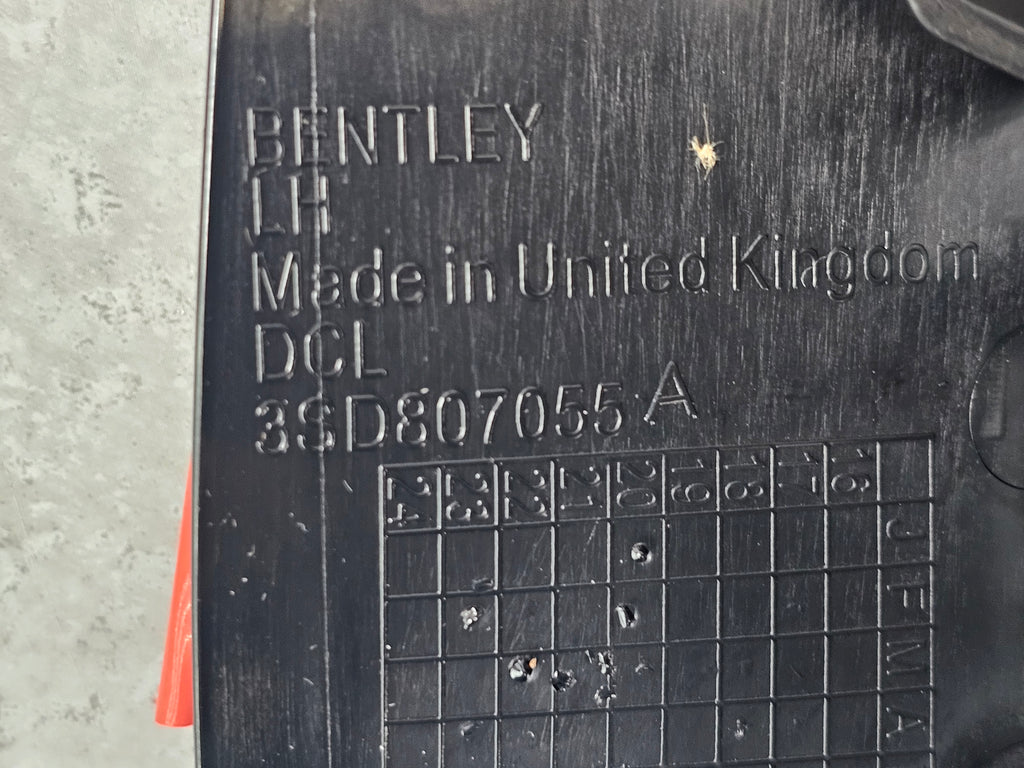 BENTLEY
LH
Made in United Kingdom
DCL
3SD807055 A
24 23 22 21 20 19 18 17 16
J
F
M
A